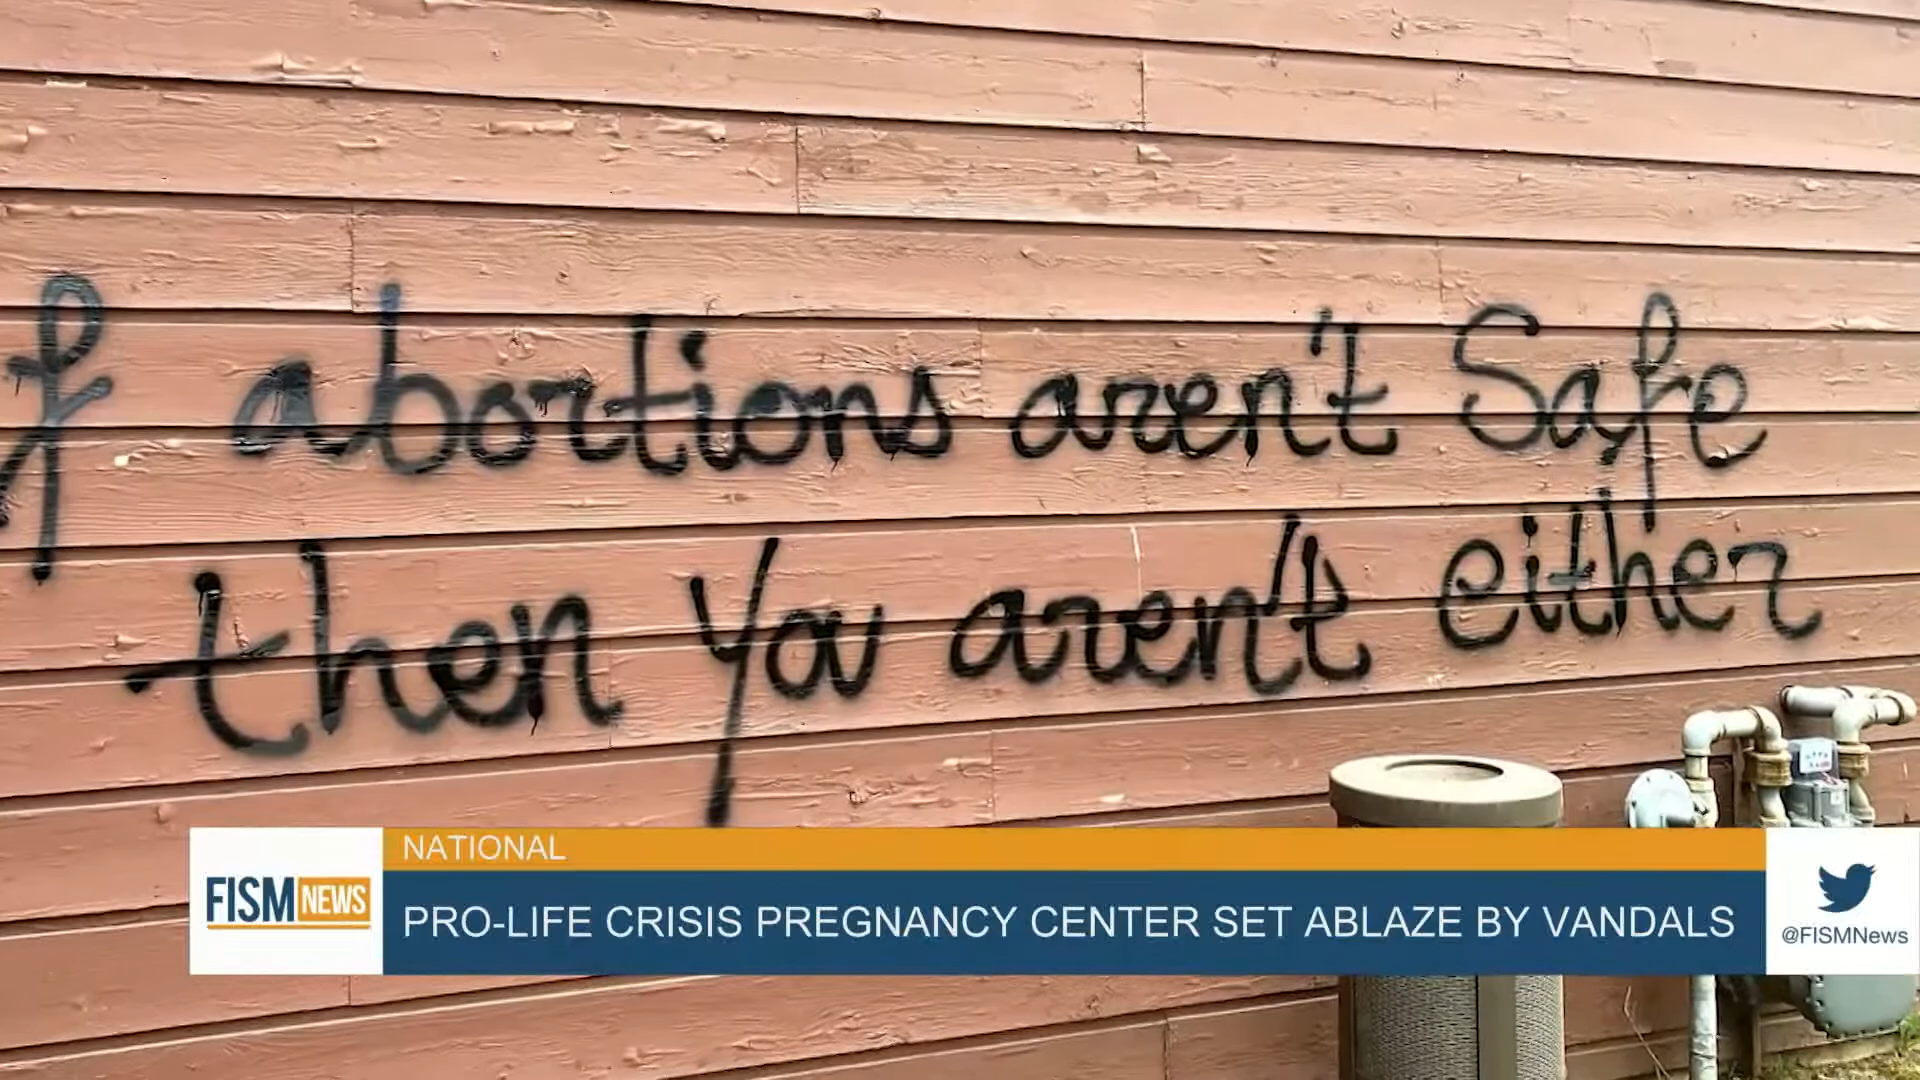 If abortions aren't Safe
then you aren't either
NATIONAL
FISM NEWS
PRO-LIFE CRISIS PREGNANCY CENTER SET ABLAZE BY VANDALS
@FISMNews